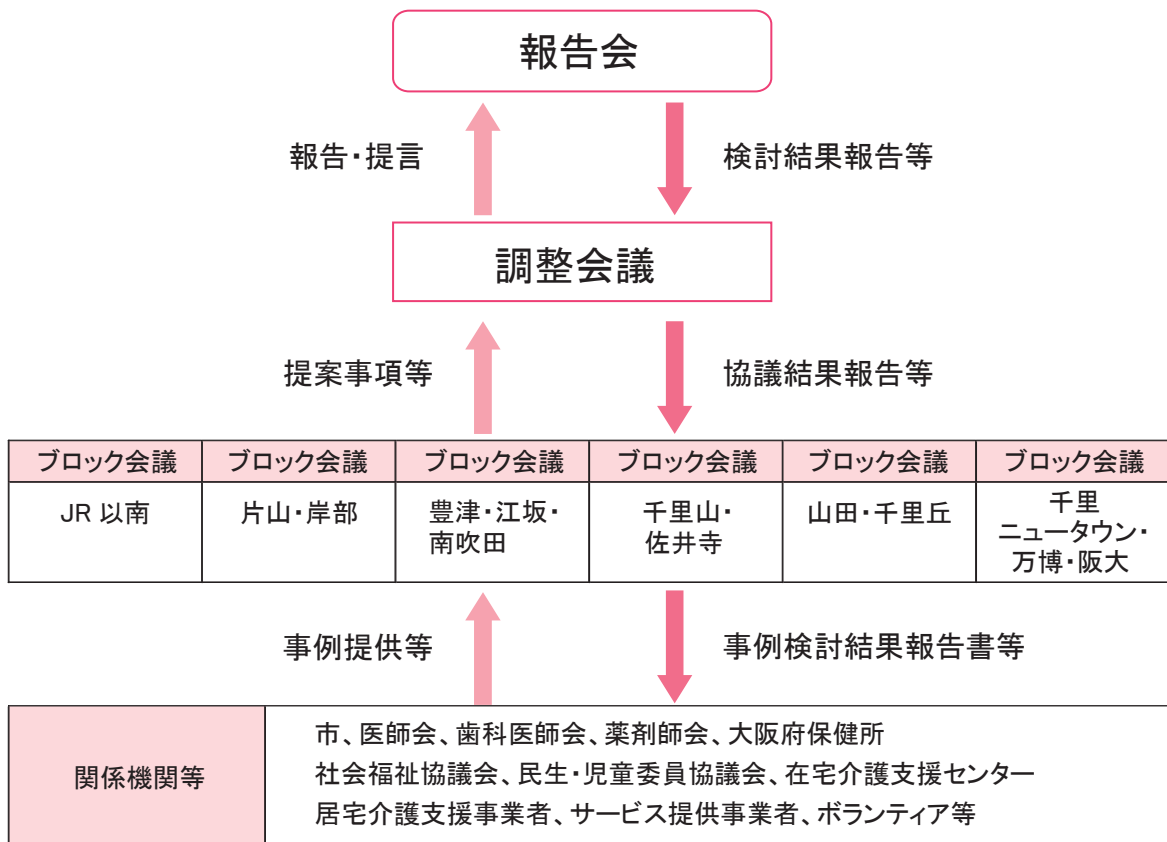 報告会
報告・提言
検討結果報告等
調整会議
提案事項等
協議結果報告等
ブロック会議
ブロック会議
ブロック会議
ブロック会議
ブロック会議
ブロック会議
JR 以南
片山・岸部
豊津・江坂・
南吹田
千里山・
佐井寺
山田・千里丘
千里
ニュータウン・
万博・阪大
事例提供等
事例検討結果報告書等
関係機関等
市、医師会、歯科医師会、薬剤師会、大阪府保健所
社会福祉協議会、民生・児童委員協議会、在宅介護支援センター
居宅介護支援事業者、サービス提供事業者、ボランティア等